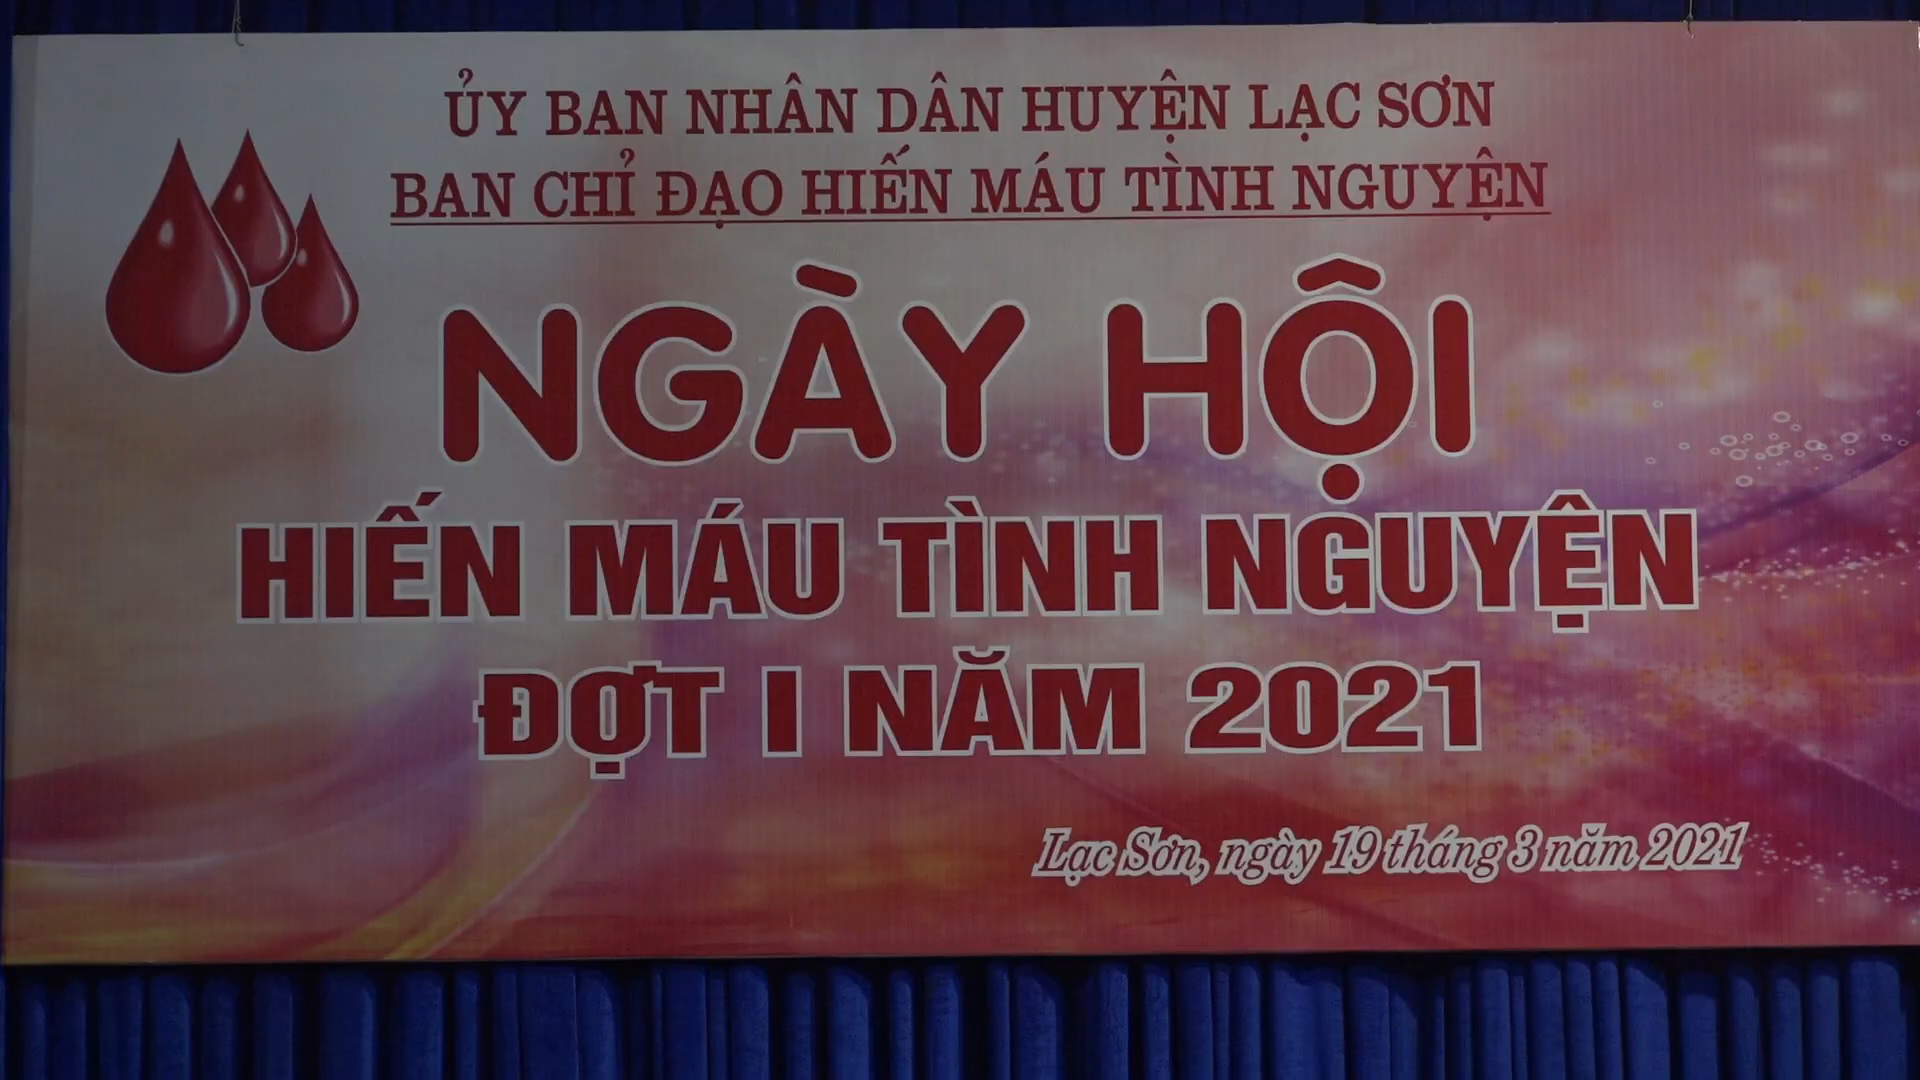 ỦY BAN NHÂN DÂN HUYỆN LẠC SƠN
BAN CHỈ ĐẠO HIẾN MÁU TÌNH NGUYỆN
NGÀY HỘI
HIẾN MÁU TÌNH NGUYỆN
ĐỢT I NĂM 2021
Lạc Sơn, ngày 19 tháng 3 năm 2021